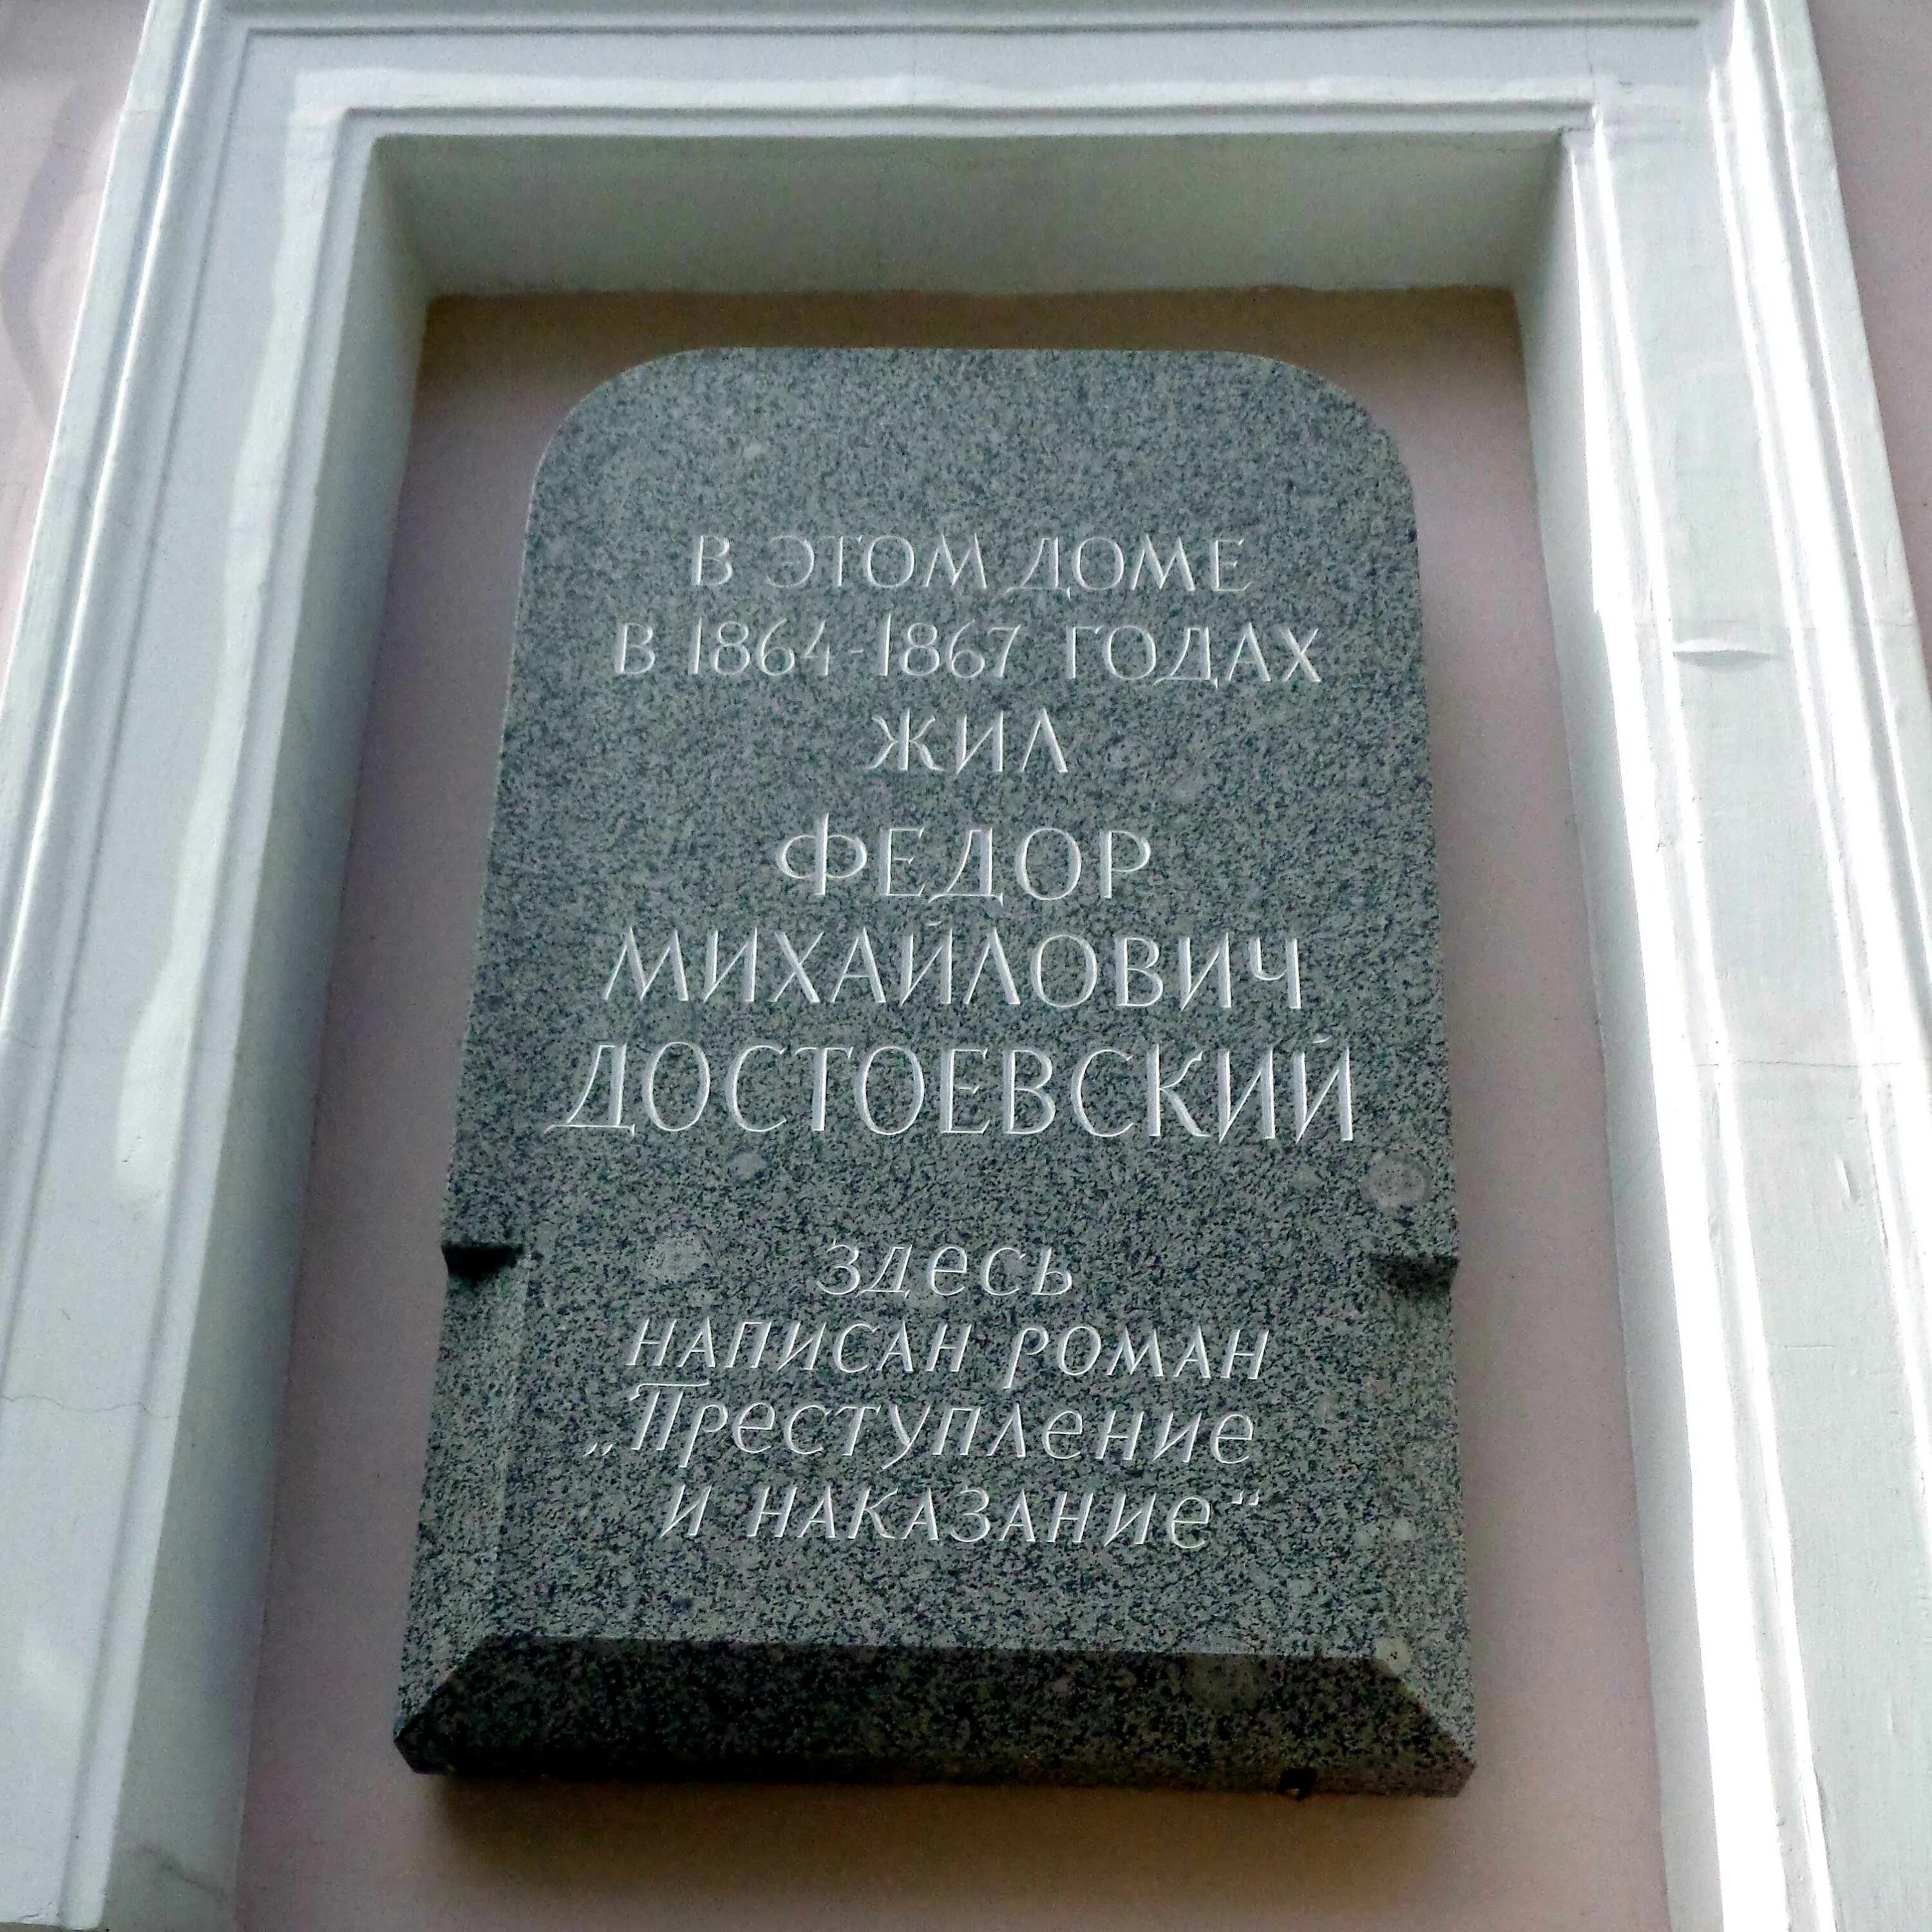 В ЭТОМ ДОМЕ
В 1864-1867 ГОДАХ
ЖИЛ
ФЕДОР
МИХАЙЛОВИЧ
ДОСТОЕВСКИЙ
здесь
написан роман
„Преступление
и наказание“